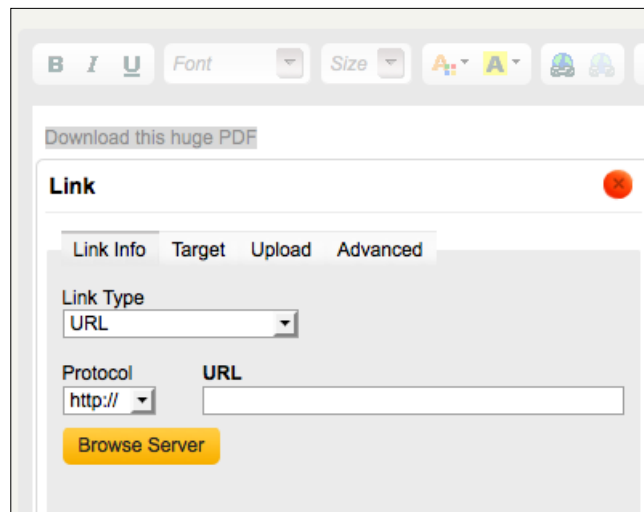 B I U Font Size A A
Download this huge PDF
Link
Link Info Target Upload Advanced
Link Type
URL
Protocol URL
http://
Browse Server